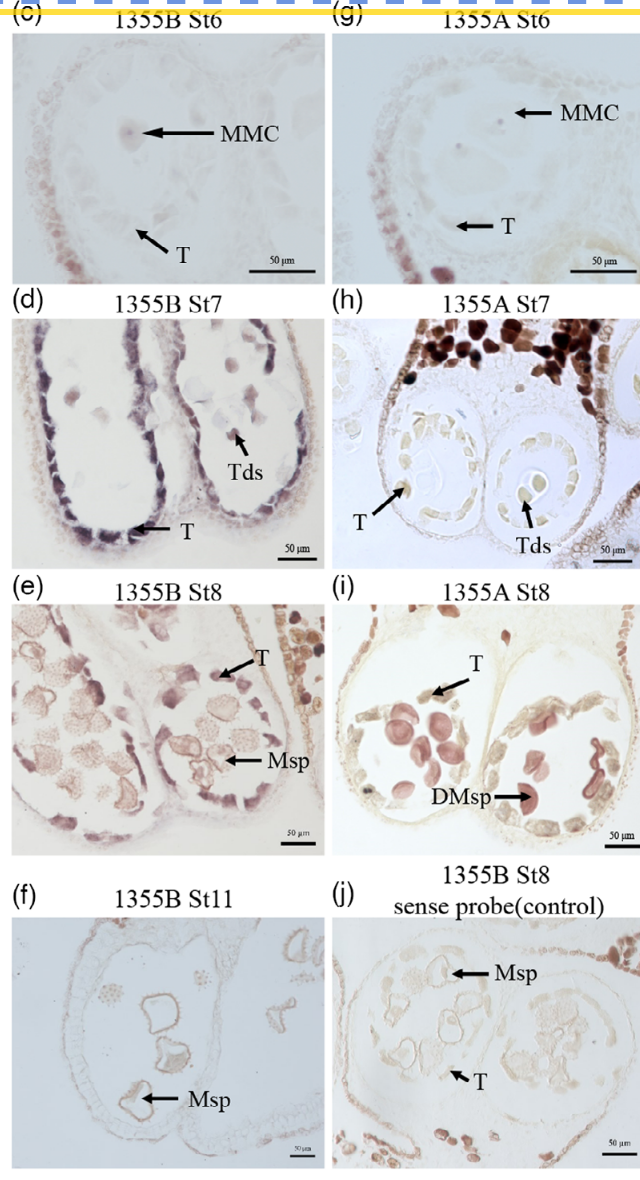 (c)
1355B St6
(g)
1355A St6
MMC
T
50 μm
MMC
T
50 μm
(d)
1355B St7
(h)
1355A St7
Tds
T
50 μm
T
Tds
50 μm
(e)
1355B St8
(i)
1355A St8
T
Msp
50 μm
T
DMsp
50 μm
(f)
1355B St11
(j)
1355B St8
sense probe(control)
Msp
50 μm
Msp
T
50 μm